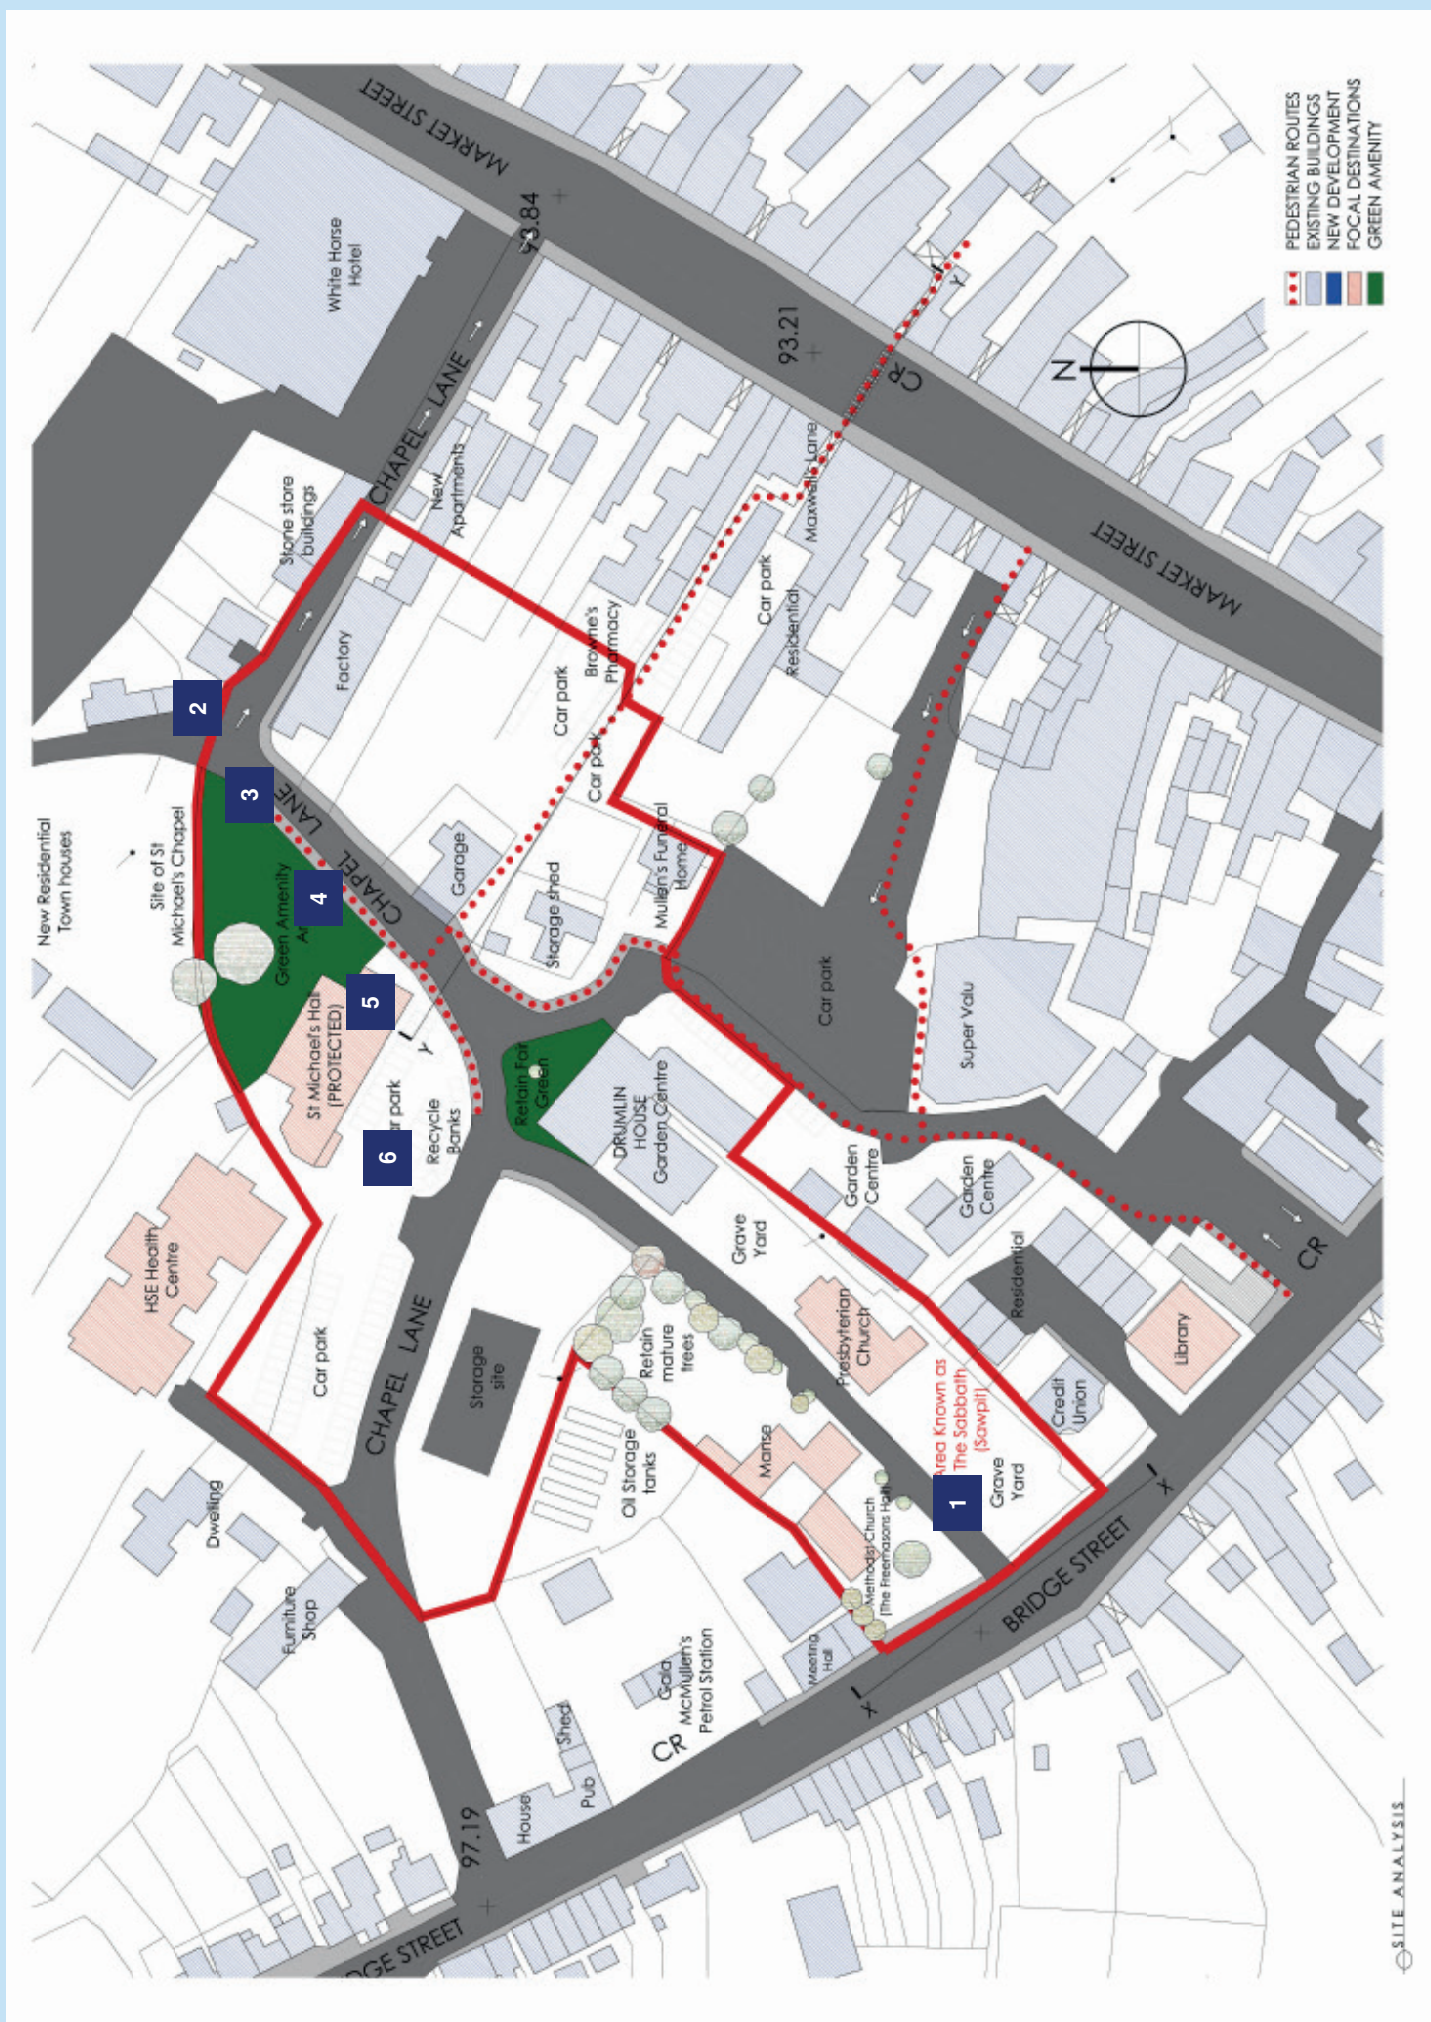 New Residential
Town houses
Site of St
Michael's Chapel
White Horse
Hotel
MARKET STREET
93.84
CHAPEL LANE
Stone store
buildings
New
Apartments
Factory
2
3
CHAPEL LANE
Green Amenity
4
5
6
St Michael's Hall
(PROTECTED)
Y
Recycle
Banks
HSE Health
Centre
Car park
CHAPEL LANE
Garage
Storage shed
Car park
Car park
Browne's
Pharmacy
Mullen's Funeral
Home
Car park
Residential
Maxwell's Lane
93.21
CR
Y
N
MARKET STREET
Car park
Super Valu
Retain For
Green
DRUMLIN
HOUSE
Garden Centre
Grave
Yard
Garden
Centre
Garden
Centre
Residential
Library
CR
Credit
Union
Presbyterian
Church
Area Known as
The Sabbath
(Sawpit)
1
Grave
Yard
Storage
site
Retain
mature
trees
Oil Storage
tanks
Manse
Methodist Church
(The Freemasons Hall)
Meeting
Hall
X
X
BRIDGE STREET
Dwelling
Furniture
Shop
Gala
McMullen's
Petrol Station
CR
Shed
Pub
House
97.19
DGE STREET
PEDESTRIAN ROUTES
EXISTING BUILDINGS
NEW DEVELOPMENT
FOCAL DESTINATIONS
GREEN AMENITY
SITE ANALYSIS